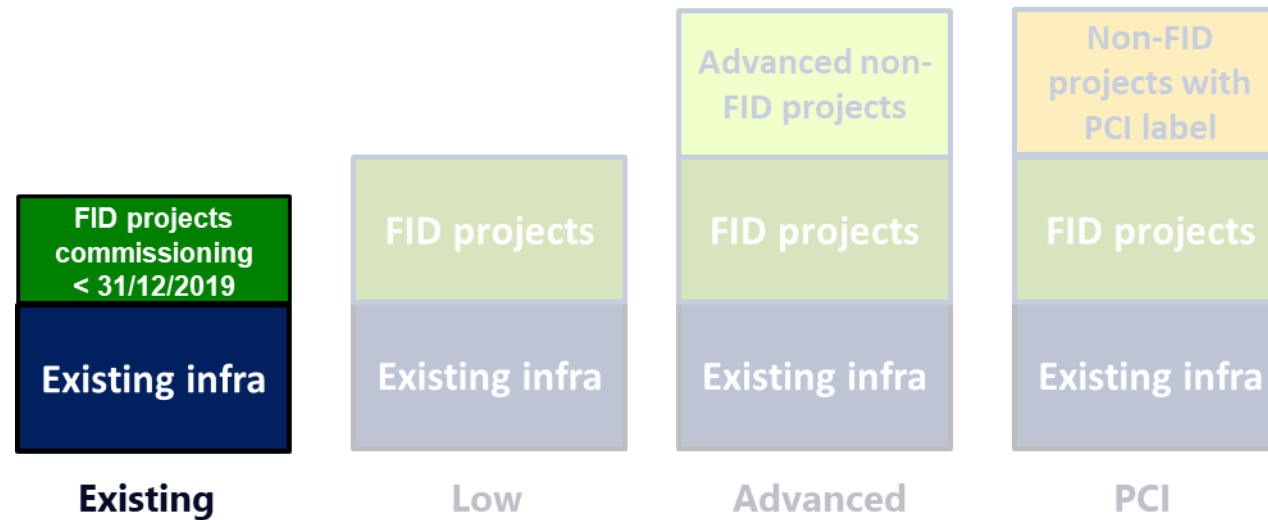 FID projects
commissioning
< 31/12/2019
Existing infra
Existing
FID projects
Existing infra
Low
Advanced non-
FID projects
FID projects
Existing infra
Advanced
Non-FID
projects with
PCI label
FID projects
Existing infra
PCI